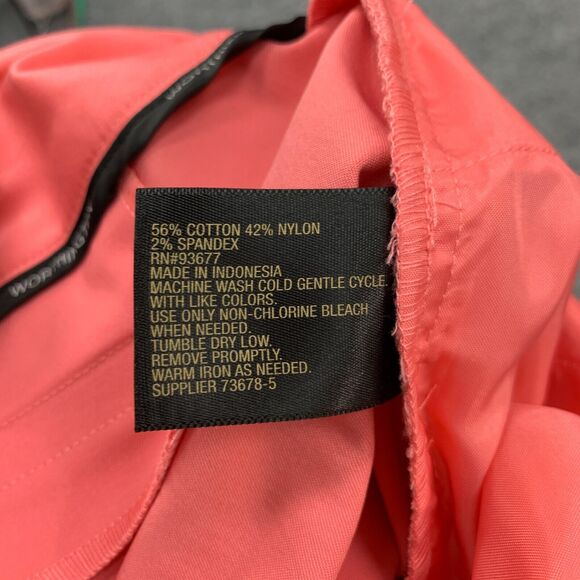 56% COTTON 42% NYLON
2% SPANDEX
RN#93677
MADE IN INDONESIA
MACHINE WASH COLD GENTLE CYCLE.
WITH LIKE COLORS.
USE ONLY NON-CHLORINE BLEACH
WHEN NEEDED.
TUMBLE DRY LOW.
REMOVE PROMPTLY.
WARM IRON AS NEEDED.
SUPPLIER 73678-5